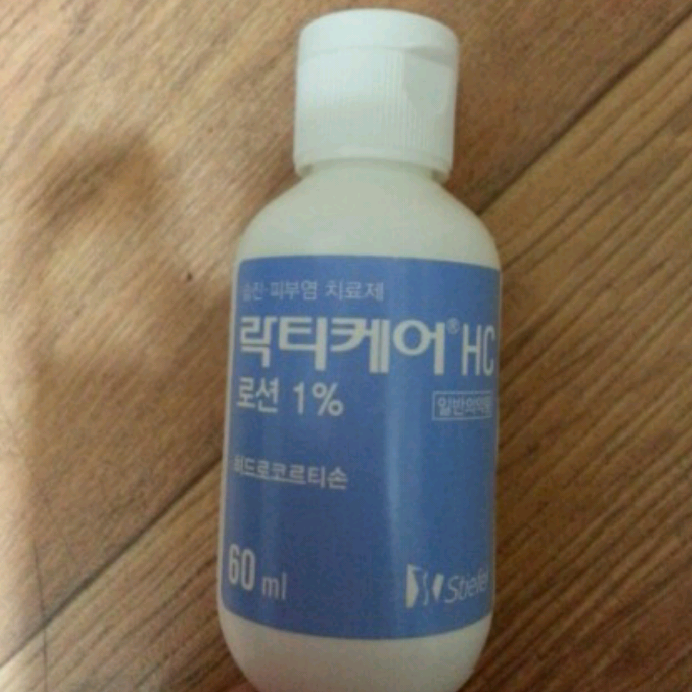 습진·피부염 치료제
락티케어® HC
로션 1%
일반의약품
히드로코르티손
60 ml
Stiefel